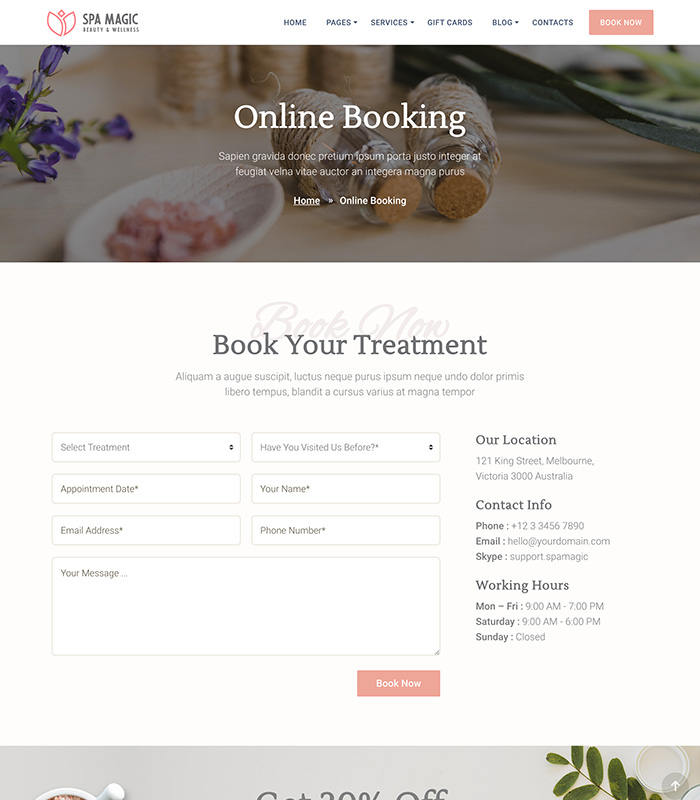 SPA MAGIC
BEAUTY & WELLNESS
HOME PAGES SERVICES GIFT CARDS BLOG CONTACTS BOOK NOW
Online Booking
Sapien gravida donec pretium ipsum porta justo integer at
feugiat velna vitae auctor an integera magna purus
Home » Online Booking
Book Now
Book Your Treatment
Aliquam a augue suscipit, luctus neque purus ipsum neque undo dolor primis
libero tempus, blandit a cursus varius at magna tempor
Select Treatment
Have You Visited Us Before?*
Appointment Date*
Your Name*
Email Address*
Phone Number*
Your Message ...
Book Now
Our Location
121 King Street, Melbourne,
Victoria 3000 Australia
Contact Info
Phone : +12 3 3456 7890
Email : hello@yourdomain.com
Skype : support.spamagic
Working Hours
Mon – Fri : 9:00 AM - 7:00 PM
Saturday : 9:00 AM - 6:00 PM
Sunday : Closed
Get 30% Off